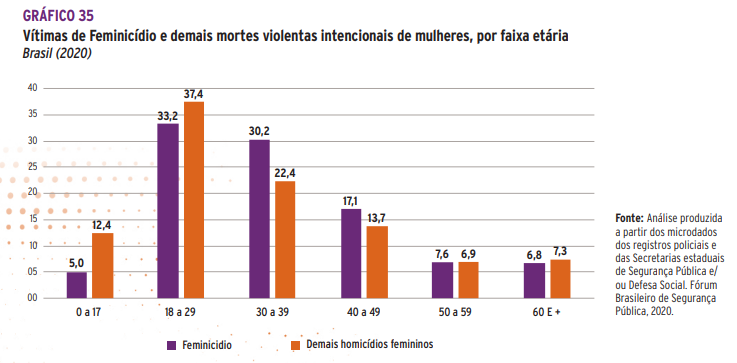 GRÁFICO 35
Vítimas de Feminicídio e demais mortes violentas intencionais de mulheres, por faixa etária
Brasil (2020)
40
35
30
25
20
15
10
05
00
5,0
12,4
33,2
37,4
30,2
22,4
17,1
13,7
7,6
6,9
6,8
7,3
0 a 17
18 a 29
30 a 39
40 a 49
50 a 59
60 E +
Feminicidio
Demais homicídios femininos
Fonte: Análise produzida
a partir dos microdados
dos registros policiais e
das Secretarias estaduais
de Segurança Pública e/
ou Defesa Social. Fórum
Brasileiro de Segurança
Pública, 2020.